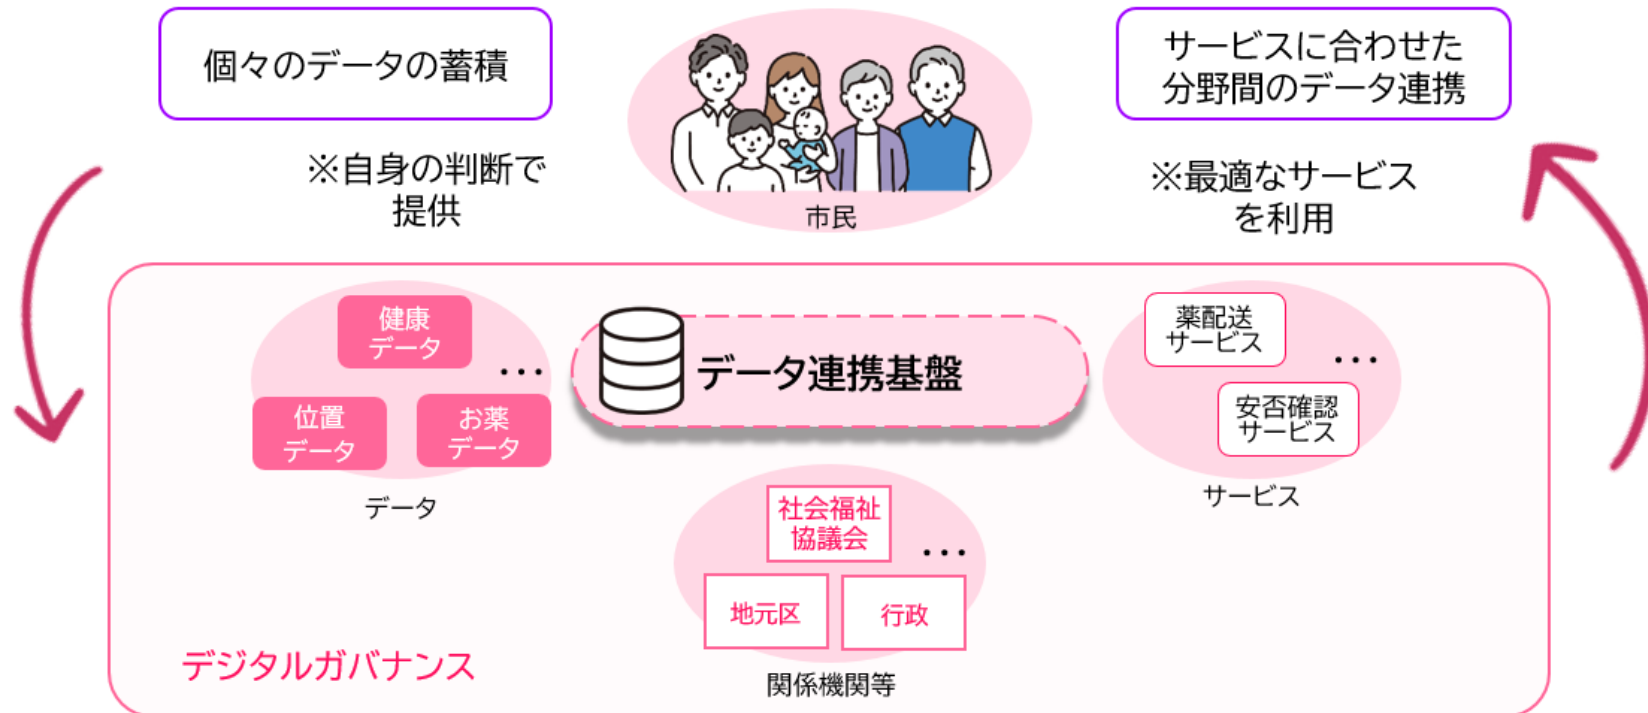 個々のデータの蓄積
サービスに合わせた
分野間のデータ連携
※自身の判断で
提供
市民
※最適なサービス
を利用
健康
データ
…
位置
データ
お薬
データ
データ
データ連携基盤
薬配送
サービス
…
安否確認
サービス
サービス
社会福祉
協議会
…
地元区
行政
関係機関等
デジタルガバナンス